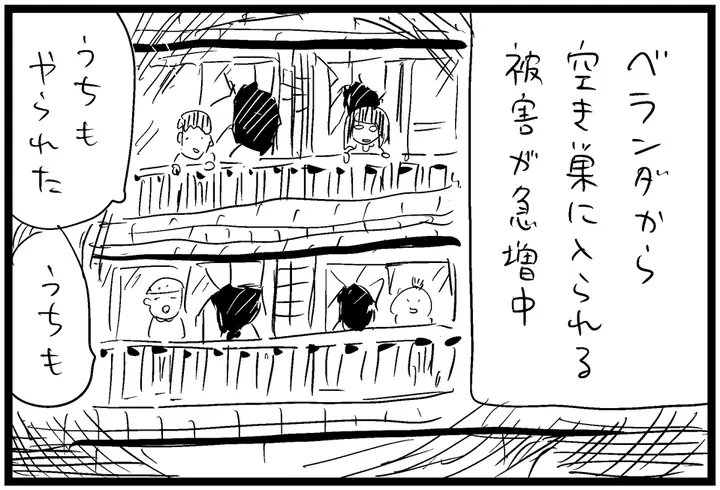 ベランダから
空き巣に入られる
被害が急増中
うちも
やられた
うちも